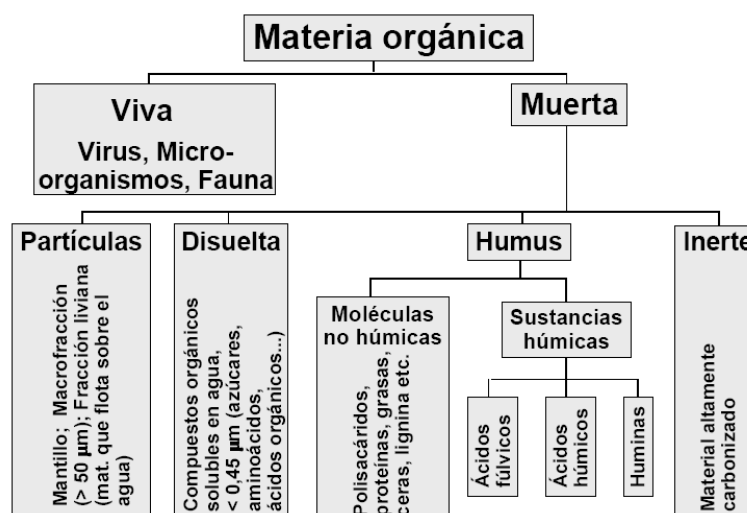 Materia orgánica
Viva
Virus, Micro-
organismos, Fauna
Muerta
Partículas
Mantillo; Macrofracción
(> 50 µm); Fracción liviana
(mat. que flota sobre el
agua)
Disuelta
Compuestos orgánicos
solubles en agua,
< 0,45 µm (azúcares,
aminoácidos,
ácidos orgánicos...)
Humus
Moléculas
no húmicas
Polisacáridos,
proteínas, grasas,
ceras, lignina etc.
Sustancias
húmicas
Ácidos
fúlvicos
Ácidos
húmicos
Huminas
Inerte
Material altamente
carbonizado